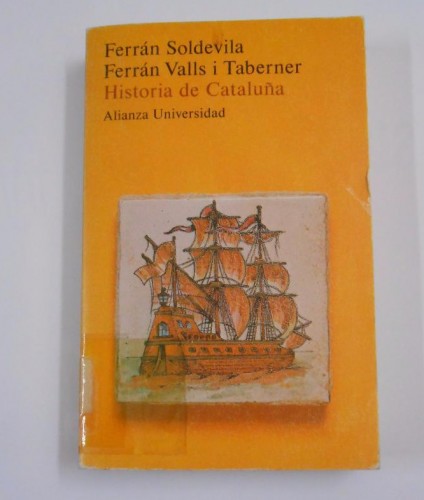 Ferrán Soldevila
Ferrán Valls i Taberner
Historia de Cataluña
Alianza Universidad